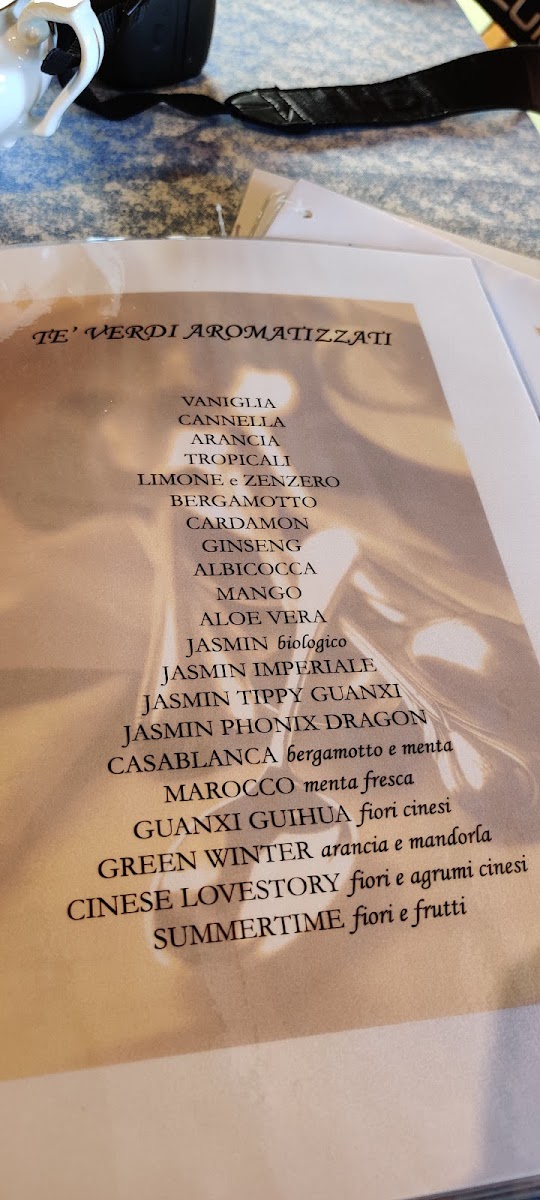 TE' VERDI AROMATIZZATI
VANIGLIA
CANNELLA
ARANCIA
TROPICALI
LIMONE e ZENZERO
BERGAMOTTO
CARDAMON
GINSENG
ALBICOCCA
MANGO
ALOE VERA
JASMIN biologico
JASMIN IMPERIALE
JASMIN TIPPY GUANXI
JASMIN PHONIX DRAGON
CASABLANCA bergamotto e menta
MAROCCO menta fresca
GUANXI GUIHUA fiori cinesi
GREEN WINTER arancia e mandorla
CINESE LOVESTORY fiori e agrumi cinesi
SUMMERTIME fiori e frutti